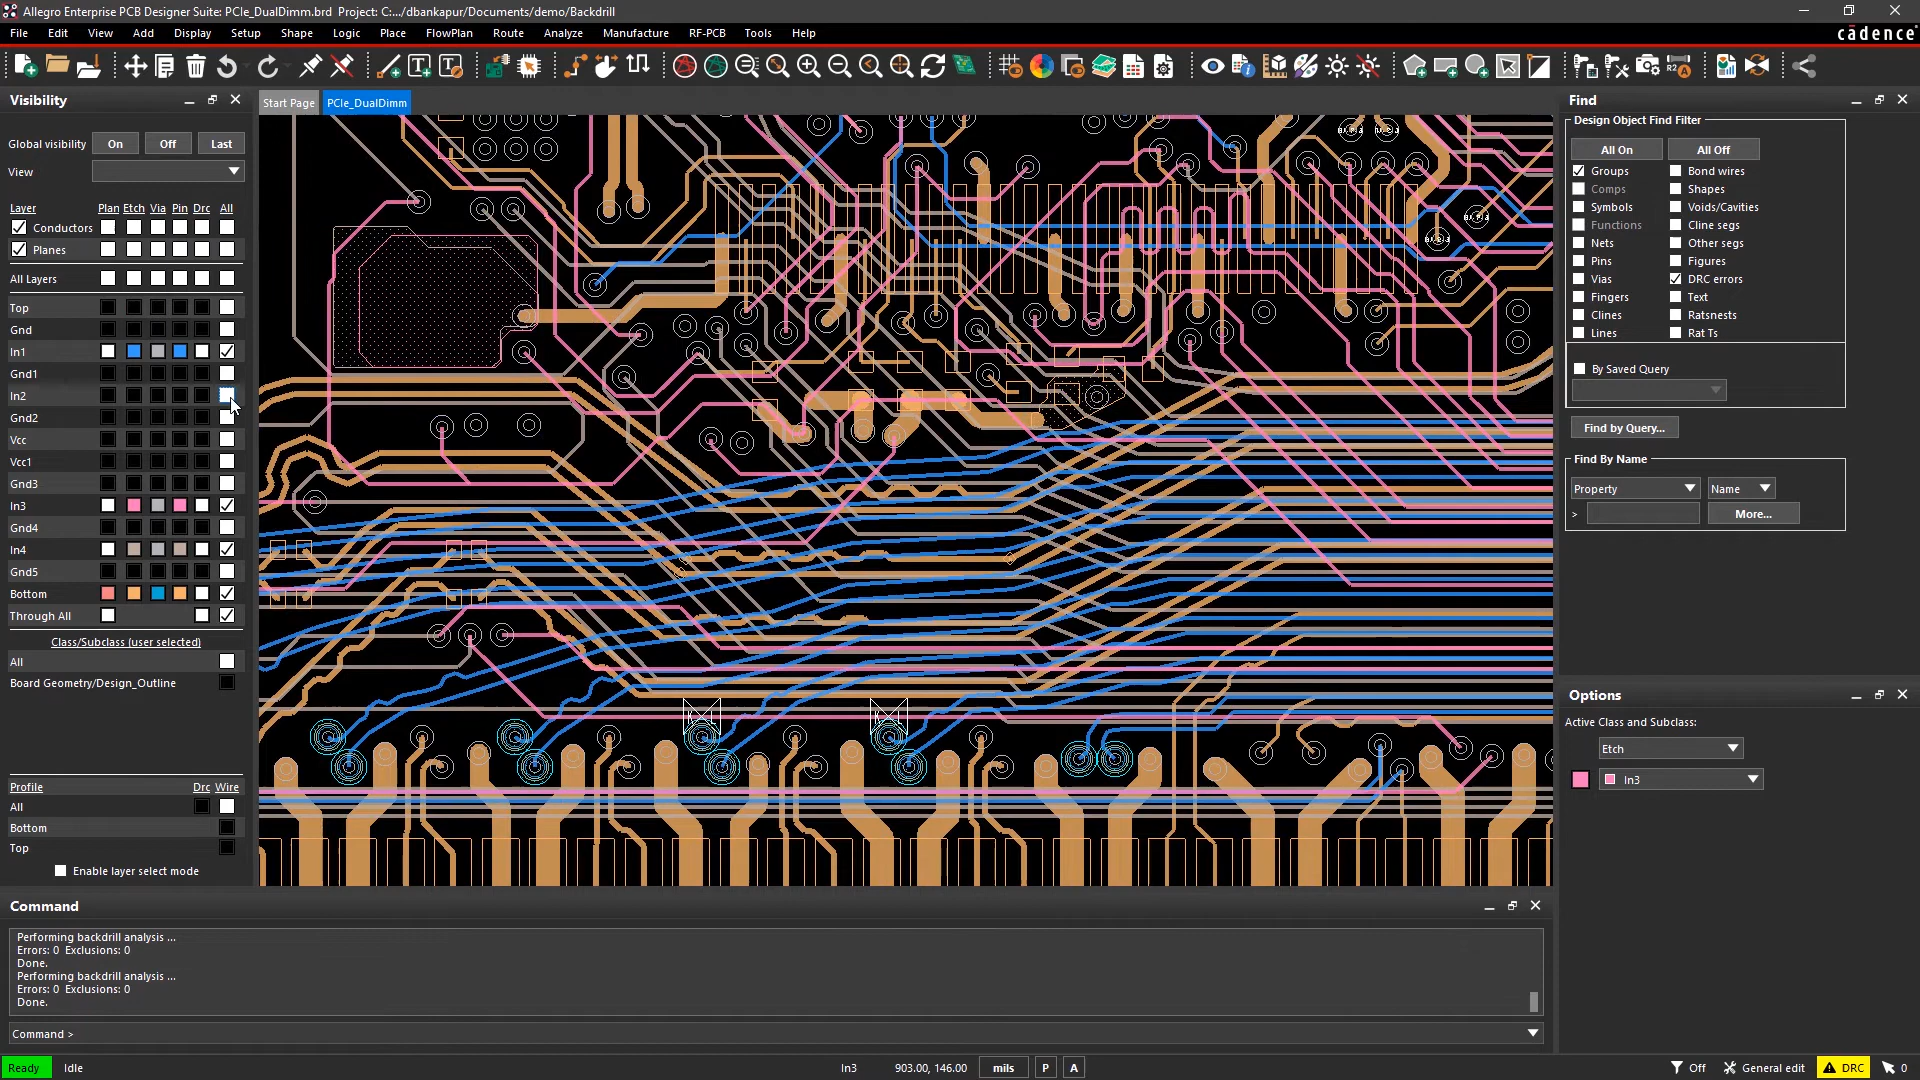 Allegro Enterprise PCB Designer Suite: PCIe_DualDimm.brd Project: C:.../dbankapur/Documents/demo/Backdrill
File Edit View Add Display Setup Shape Logic Place FlowPlan Route Analyze Manufacture RF-PCB Tools Help
cādence
Visibility
Start Page
PCIe_DualDimm
Global visibility On Off Last
View
Layer Plan Etch Via Pin Drc All
Conductors
Planes
All Layers
Top
Gnd
In1
Gnd1
In2
Gnd2
Vcc
Vcc1
Gnd3
In3
Gnd4
In4
Gnd5
Bottom
Through All
Class/Subclass (user selected)
All
Board Geometry/Design_Outline
Profile Drc Wire
All
Bottom
Top
Enable layer select mode
Find
Design Object Find Filter
All On All Off
Groups Bond wires
Comps Shapes
Symbols Voids/Cavities
Functions Cline segs
Nets Other segs
Pins Figures
Vias DRC errors
Fingers Text
Clines Ratsnests
Lines Rat Ts
By Saved Query
Find by Query...
Find By Name
Property Name
> More...
Options
Active Class and Subclass:
Etch
In3
Command
Performing backdrill analysis ...
Errors: 0 Exclusions: 0
Done.
Performing backdrill analysis ...
Errors: 0 Exclusions: 0
Done.
Command >
Ready Idle In3 903.00, 146.00 mils P A Off General edit DRC 0